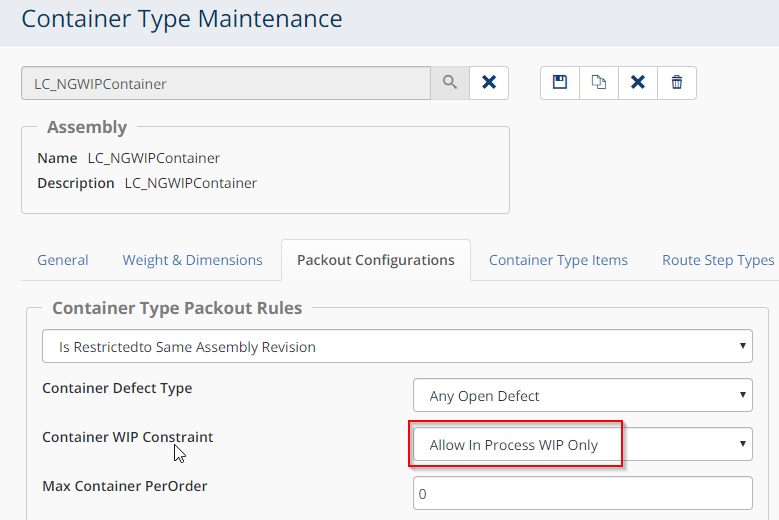 Container Type Maintenance
LC_NGWIPContainer
Assembly
Name LC_NGWIPContainer
Description LC_NGWIPContainer
General Weight & Dimensions Packout Configurations Container Type Items Route Step Types
Container Type Packout Rules
Is Restrictedto Same Assembly Revision
Container Defect Type Any Open Defect
Container WIP Constraint Allow In Process WIP Only
Max Container PerOrder 0